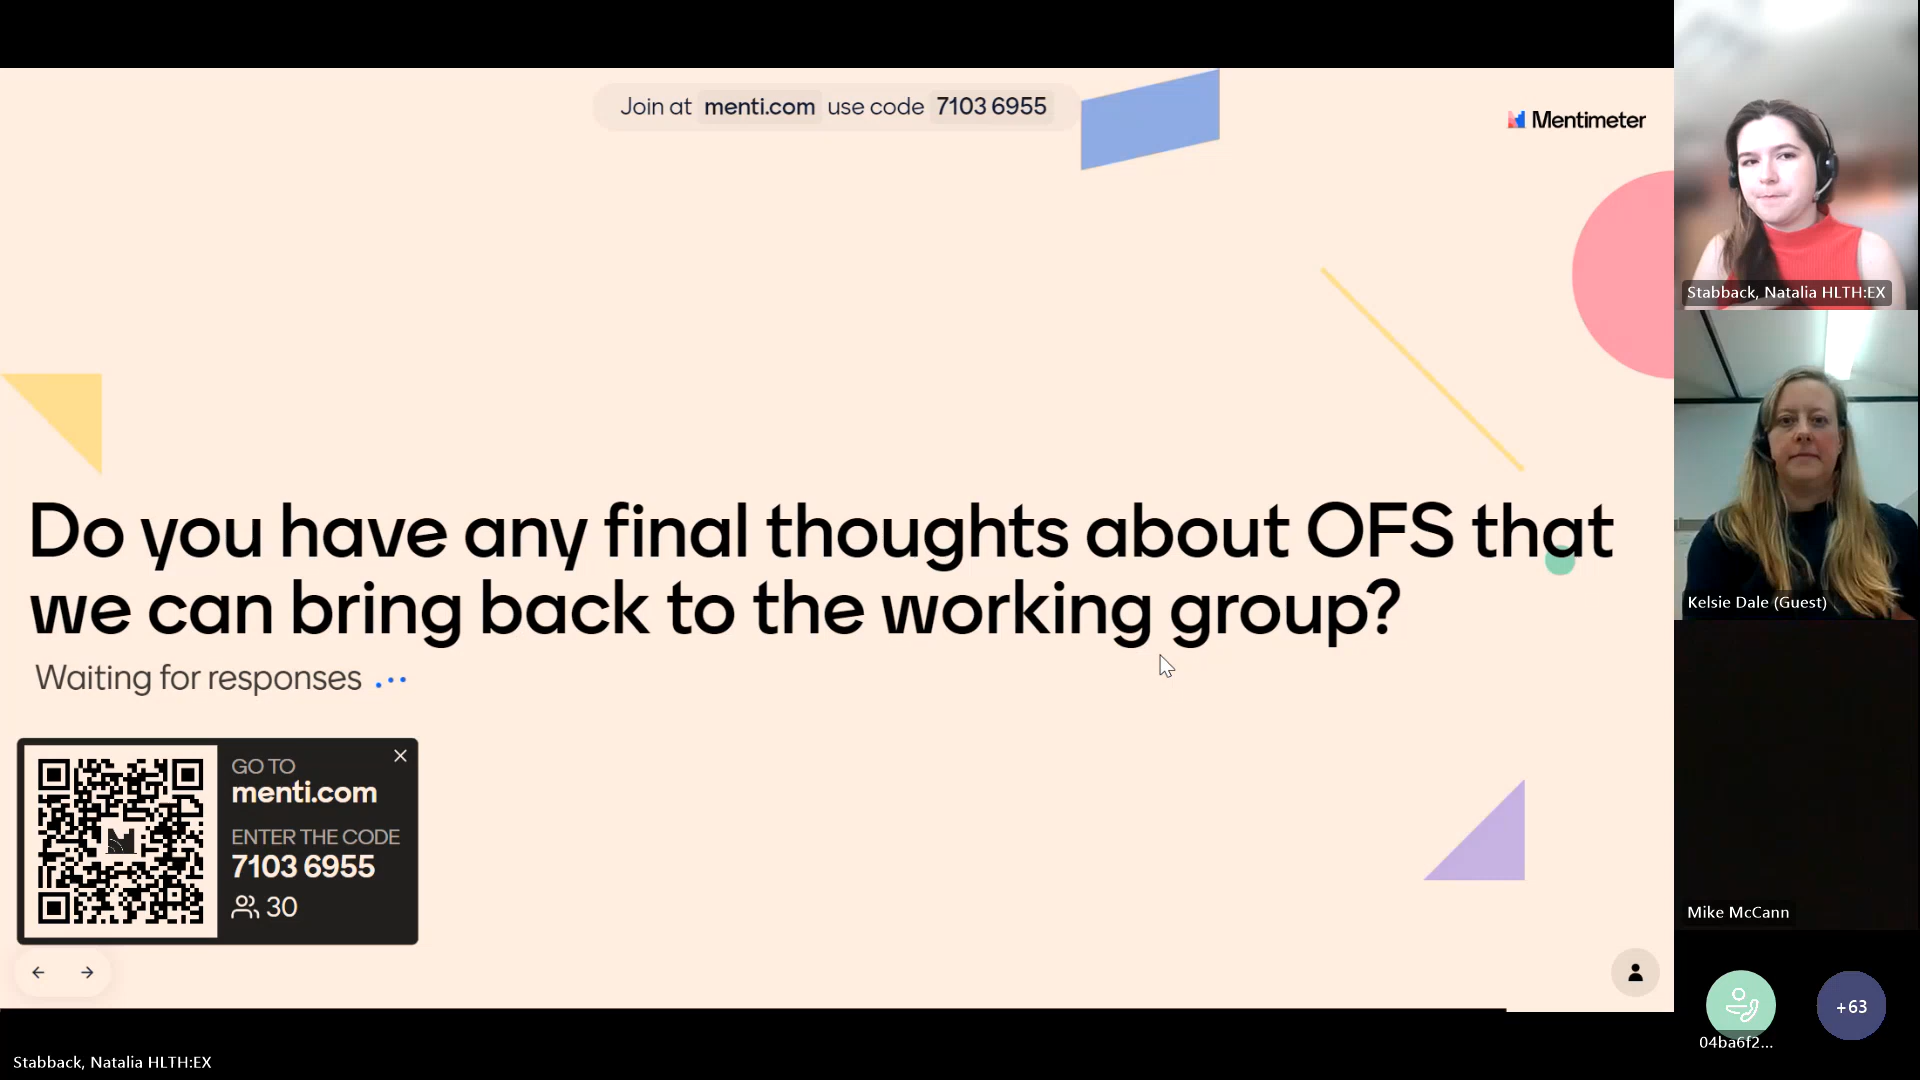 Join at menti.com use code 7103 6955
Mentimeter
Do you have any final thoughts about OFS that
we can bring back to the working group?
Waiting for responses
GO TO
menti.com
ENTER THE CODE
7103 6955
30
Stabback, Natalia HLTH:EX
Stabback, Natalia HLTH:EX
Kelsie Dale (Guest)
Mike McCann
+63
04ba6f2...